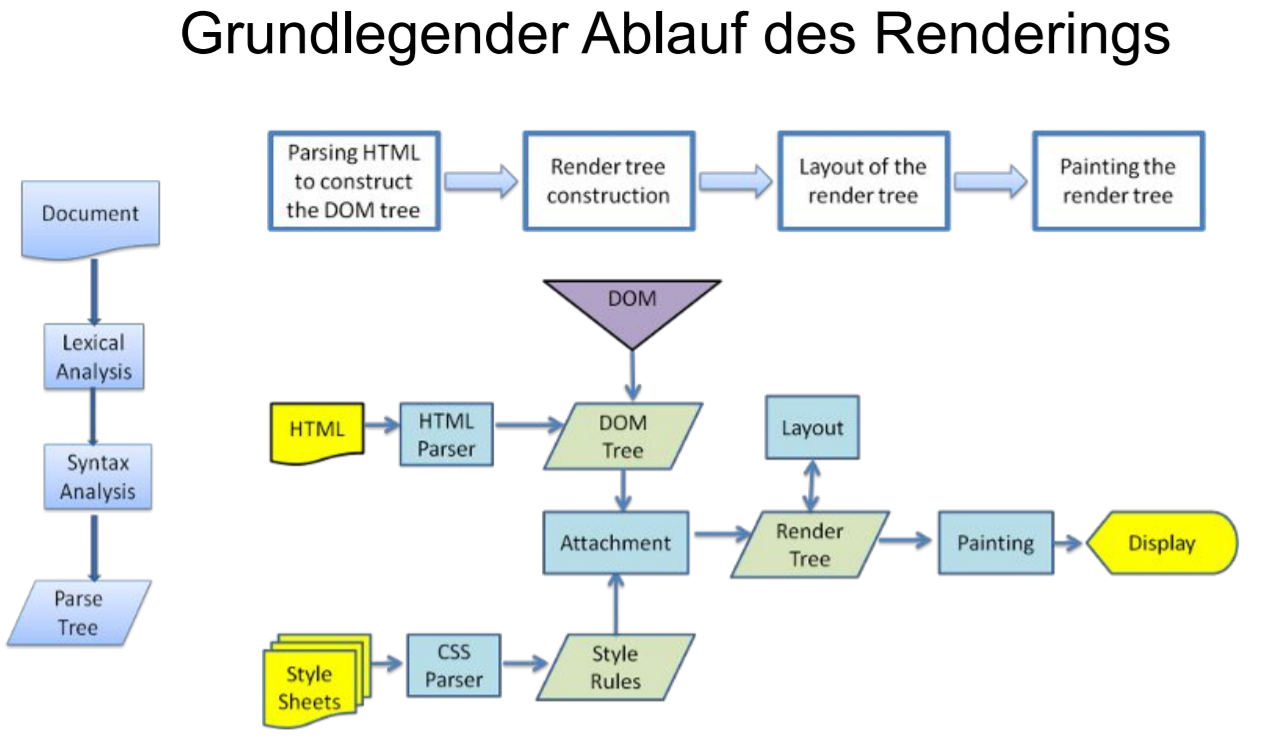 Grundlegender Ablauf des Renderings
Parsing HTML
to construct
the DOM tree
Render tree
construction
Layout of the
render tree
Painting the
render tree
Document
Lexical
Analysis
Syntax
Analysis
Parse
Tree
DOM
HTML
HTML
Parser
DOM
Tree
Layout
Attachment
Render
Tree
Painting
Display
Style
Sheets
CSS
Parser
Style
Rules